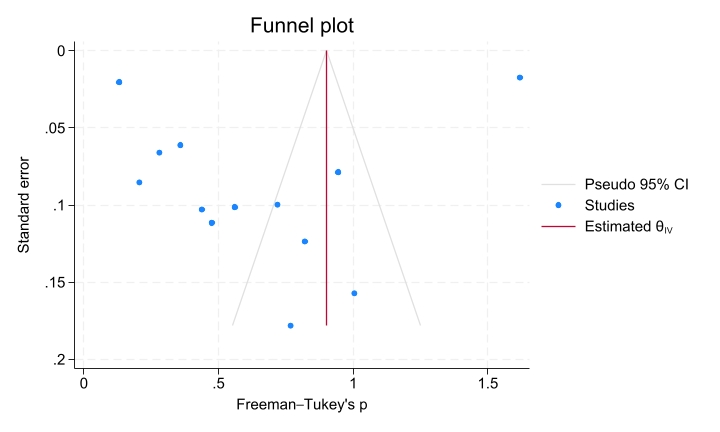 Funnel plot
Standard error
0
.05
.1
.15
.2
0
.5
1
1.5
Freeman–Tukey's p
Pseudo 95% CI
Studies
Estimated θIV